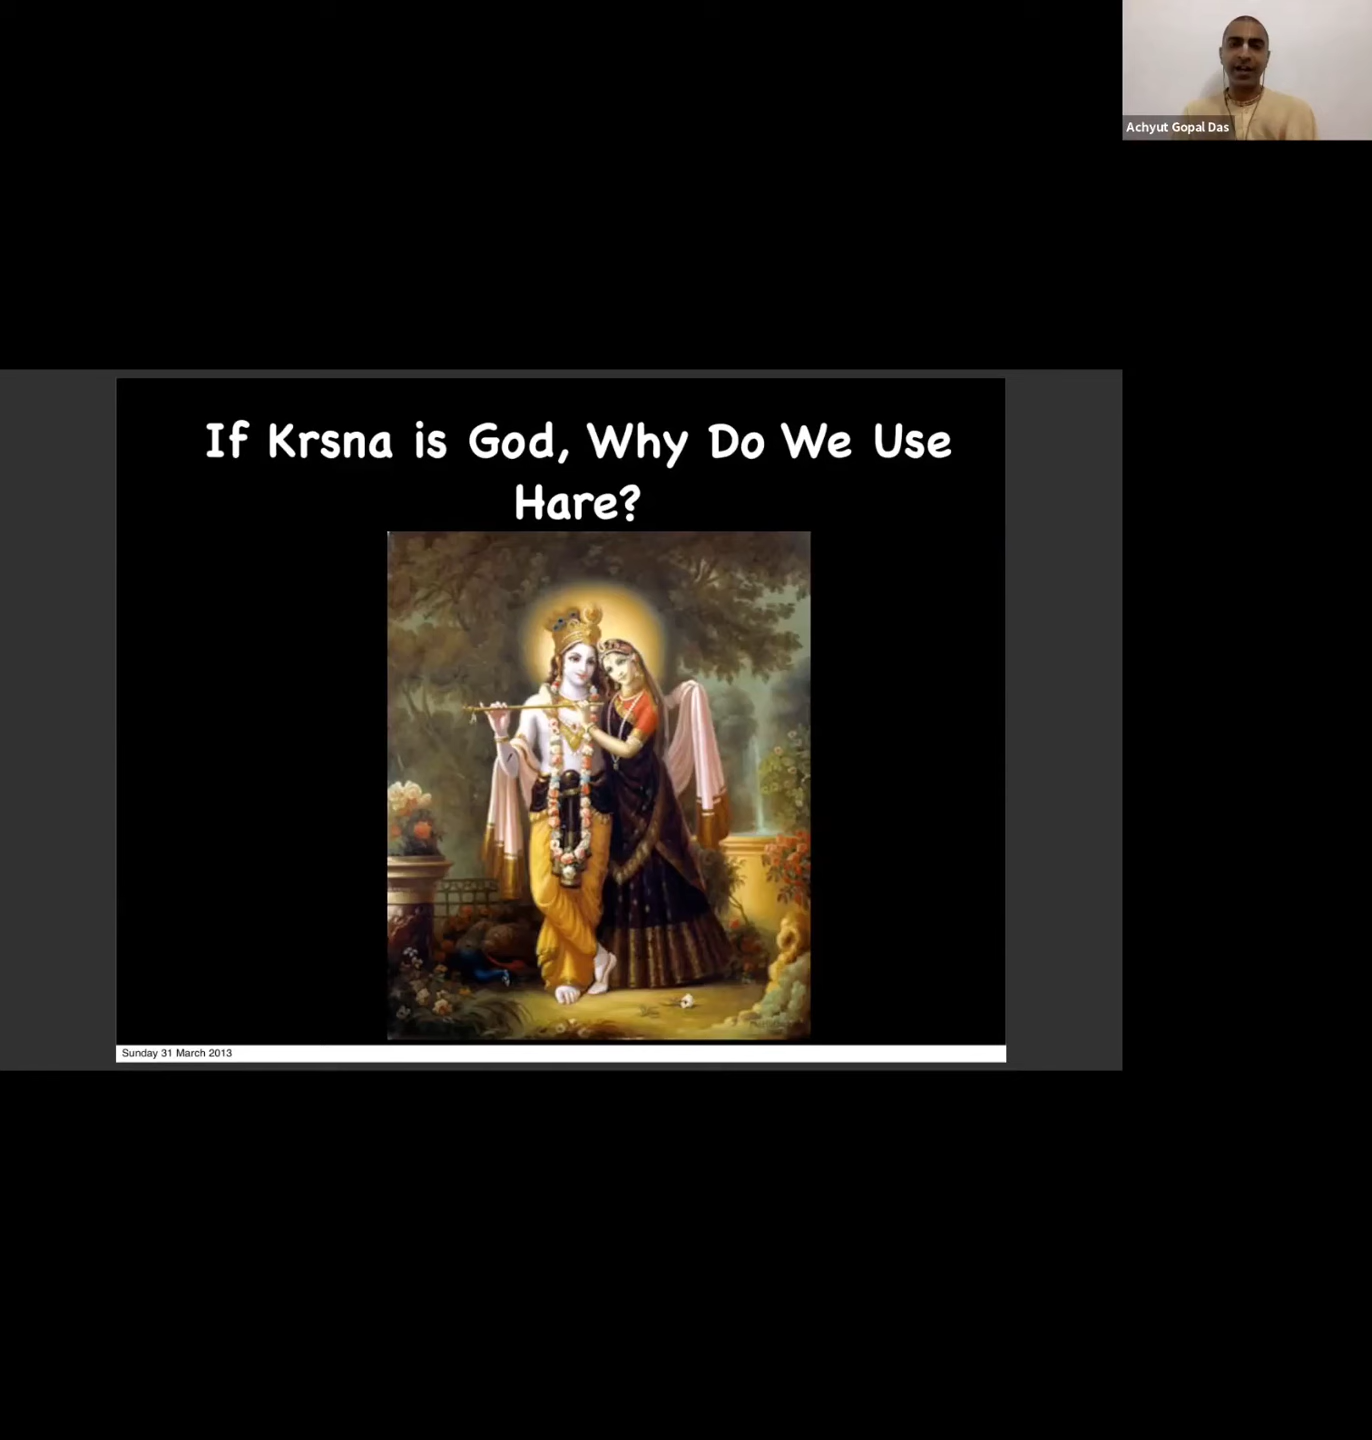 Achyut Gopal Das
If Krsna is God, Why Do We Use
Hare?
Sunday 31 March 2013